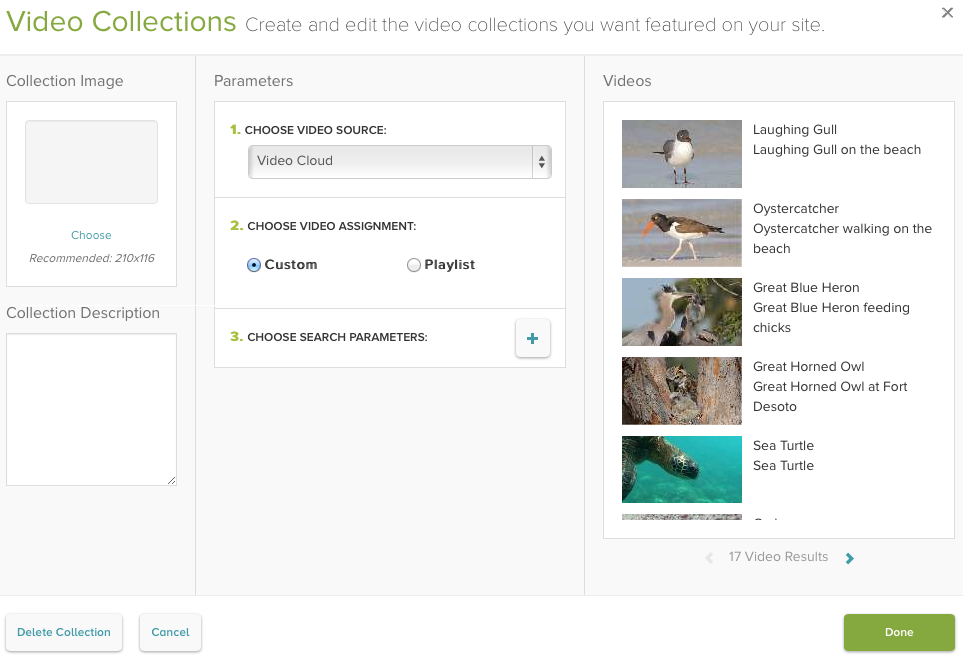 Video Collections Create and edit the video collections you want featured on your site.
Collection Image
Choose
Recommended: 210x116
Collection Description
Parameters
1. CHOOSE VIDEO SOURCE:
Video Cloud
2. CHOOSE VIDEO ASSIGNMENT:
Custom
Playlist
3. CHOOSE SEARCH PARAMETERS:
+
Videos
Laughing Gull
Laughing Gull on the beach
Oystercatcher
Oystercatcher walking on the
beach
Great Blue Heron
Great Blue Heron feeding
chicks
Great Horned Owl
Great Horned Owl at Fort
Desoto
Sea Turtle
Sea Turtle
17 Video Results
Delete Collection
Cancel
Done